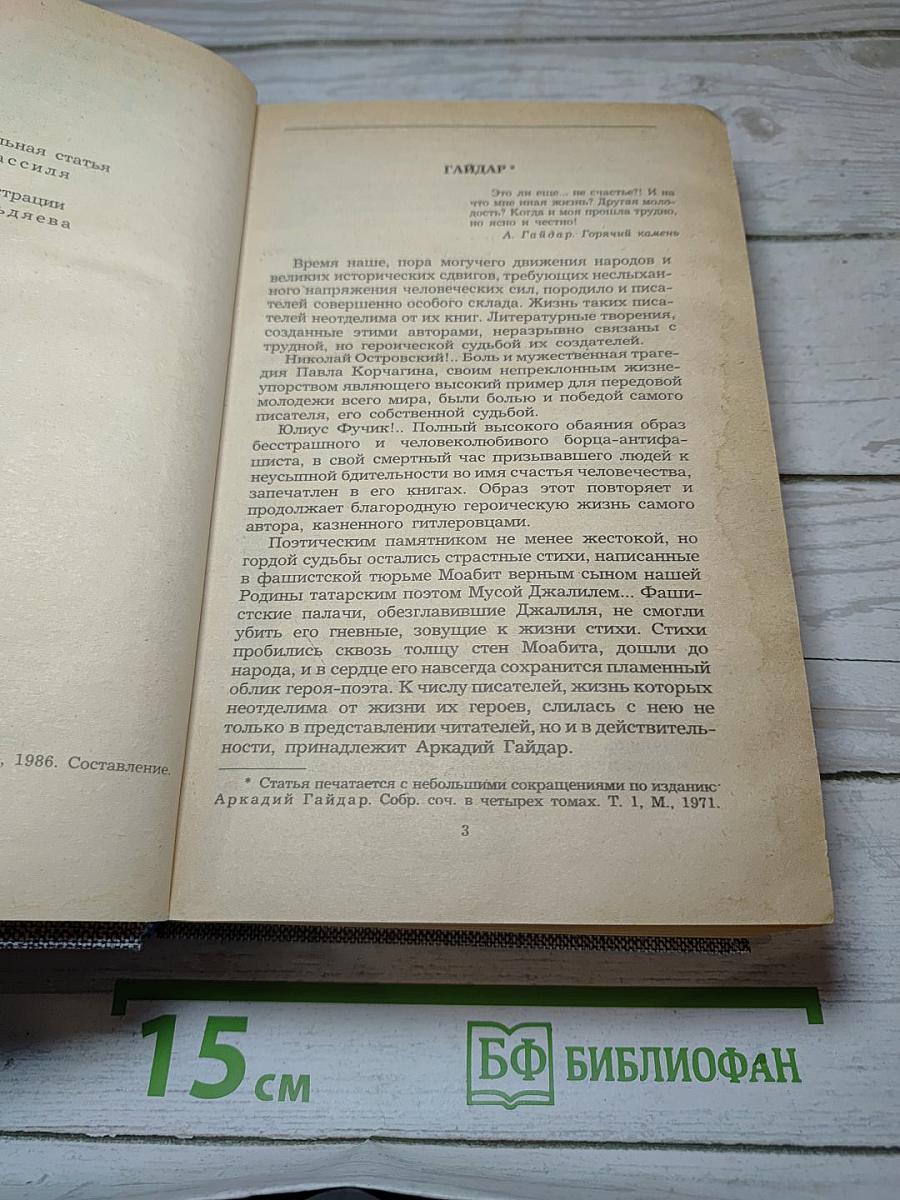 льная статья
ассиля
страции
ьдяева
, 1986. Составление.
ГАЙДАР *
Это ли еще... не счастье?! И на
что мне иная жизнь? Другая моло-
дость? Когда и моя прошла трудно,
но ясно и честно!
А. Гайдар. Горячий камень
Время наше, пора могучего движения народов и
великих исторических сдвигов, требующих неслыхан-
ного напряжения человеческих сил, породило и писа-
телей совершенно особого склада. Жизнь таких писа-
телей неотделима от их книг. Литературные творения,
созданные этими авторами, неразрывно связаны с
трудной, но героической судьбой их создателей.
Николай Островский!.. Боль и мужественная траге-
дия Павла Корчагина, своим непреклонным жизне-
упорством являющего высокий пример для передовой
молодежи всего мира, были болью и победой самого
писателя, его собственной судьбой.
Юлиус Фучик!.. Полный высокого обаяния образ
бесстрашного и человеколюбивого борца-антифа-
шиста, в свой смертный час призывавшего людей к
неусыпной бдительности во имя счастья человечества,
запечатлен в его книгах. Образ этот повторяет и
продолжает благородную героическую жизнь самого
автора, казненного гитлеровцами.
Поэтическим памятником не менее жестокой, но
гордой судьбы остались страстные стихи, написанные
в фашистской тюрьме Моабит верным сыном нашей
Родины татарским поэтом Мусой Джалилем... Фаши-
стские палачи, обезглавившие Джалиля, не смогли
убить его гневные, зовущие к жизни стихи. Стихи
пробились сквозь толщу стен Моабита, дошли до
народа, и в сердце его навсегда сохранится пламенный
облик героя-поэта. К числу писателей, жизнь которых
неотделима от жизни их героев, слилась с нею не
только в представлении читателей, но и в действитель-
ности, принадлежит Аркадий Гайдар.
* Статья печатается с небольшими сокращениями по изданию:
Аркадий Гайдар. Собр. соч. в четырех томах. Т. 1, М., 1971.
3
15 см
БФ БИБЛИОФАН